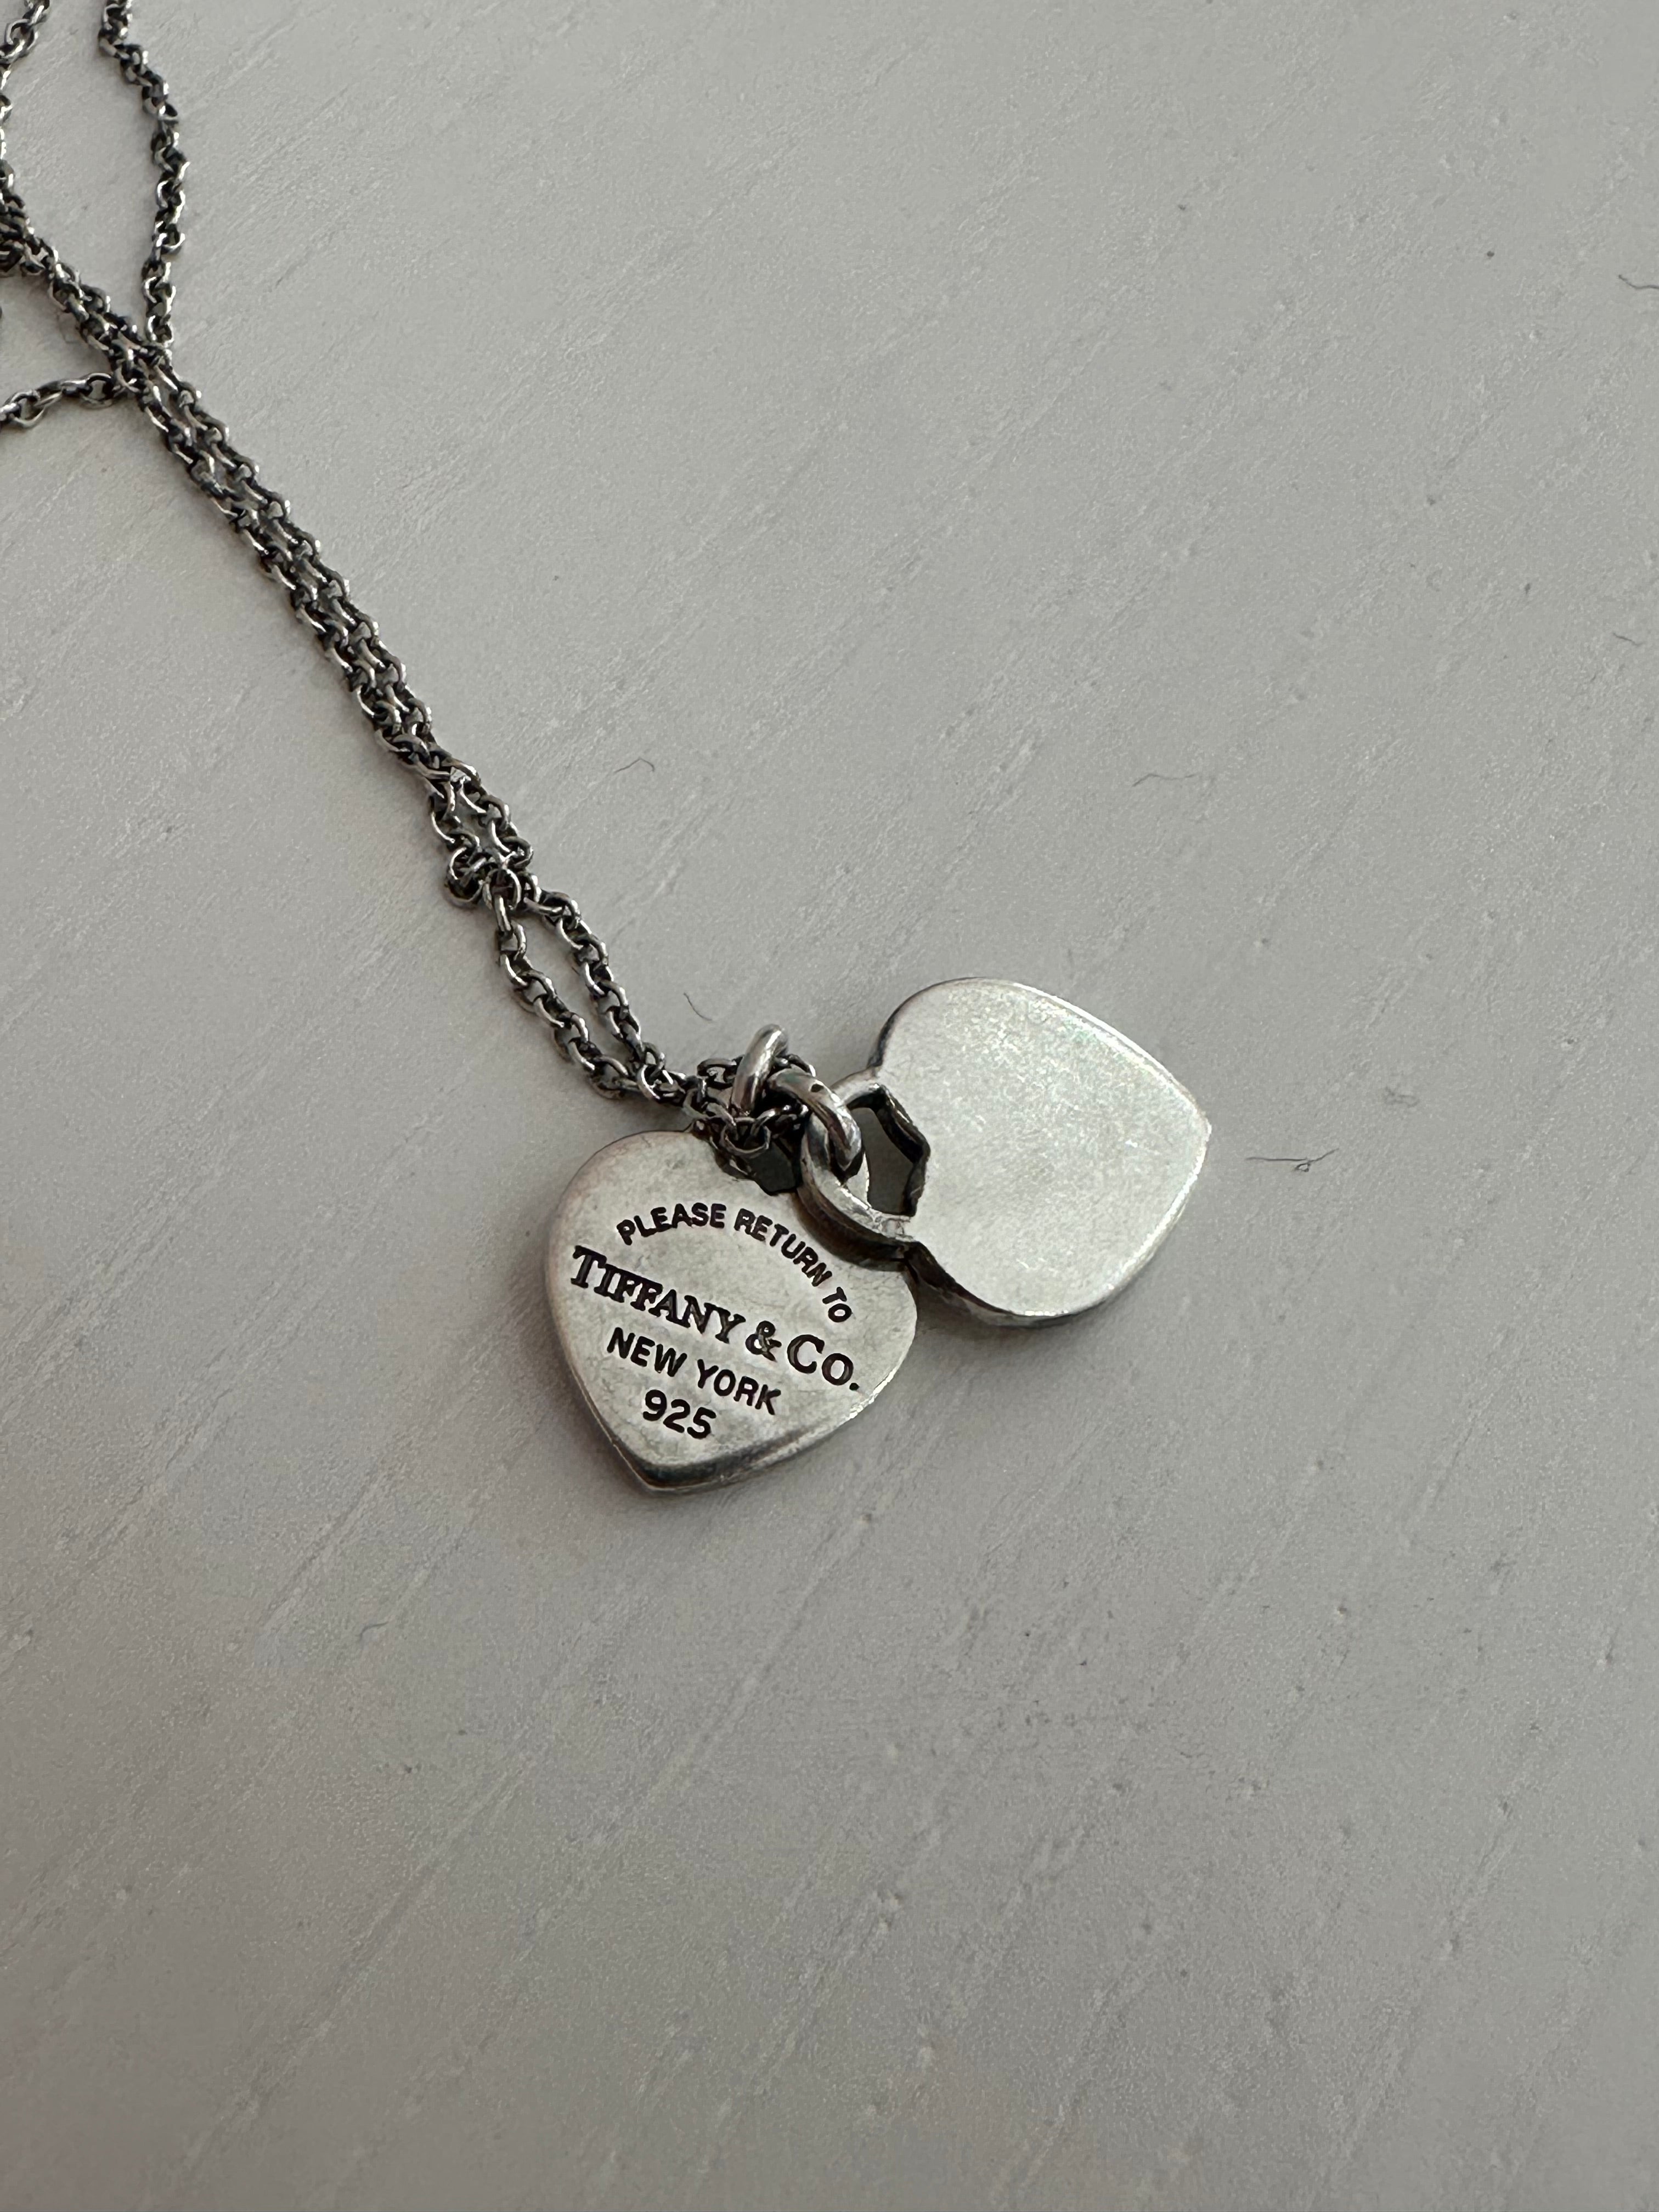 PLEASE RETURN TO
TIFFANY & CO.
NEW YORK
925